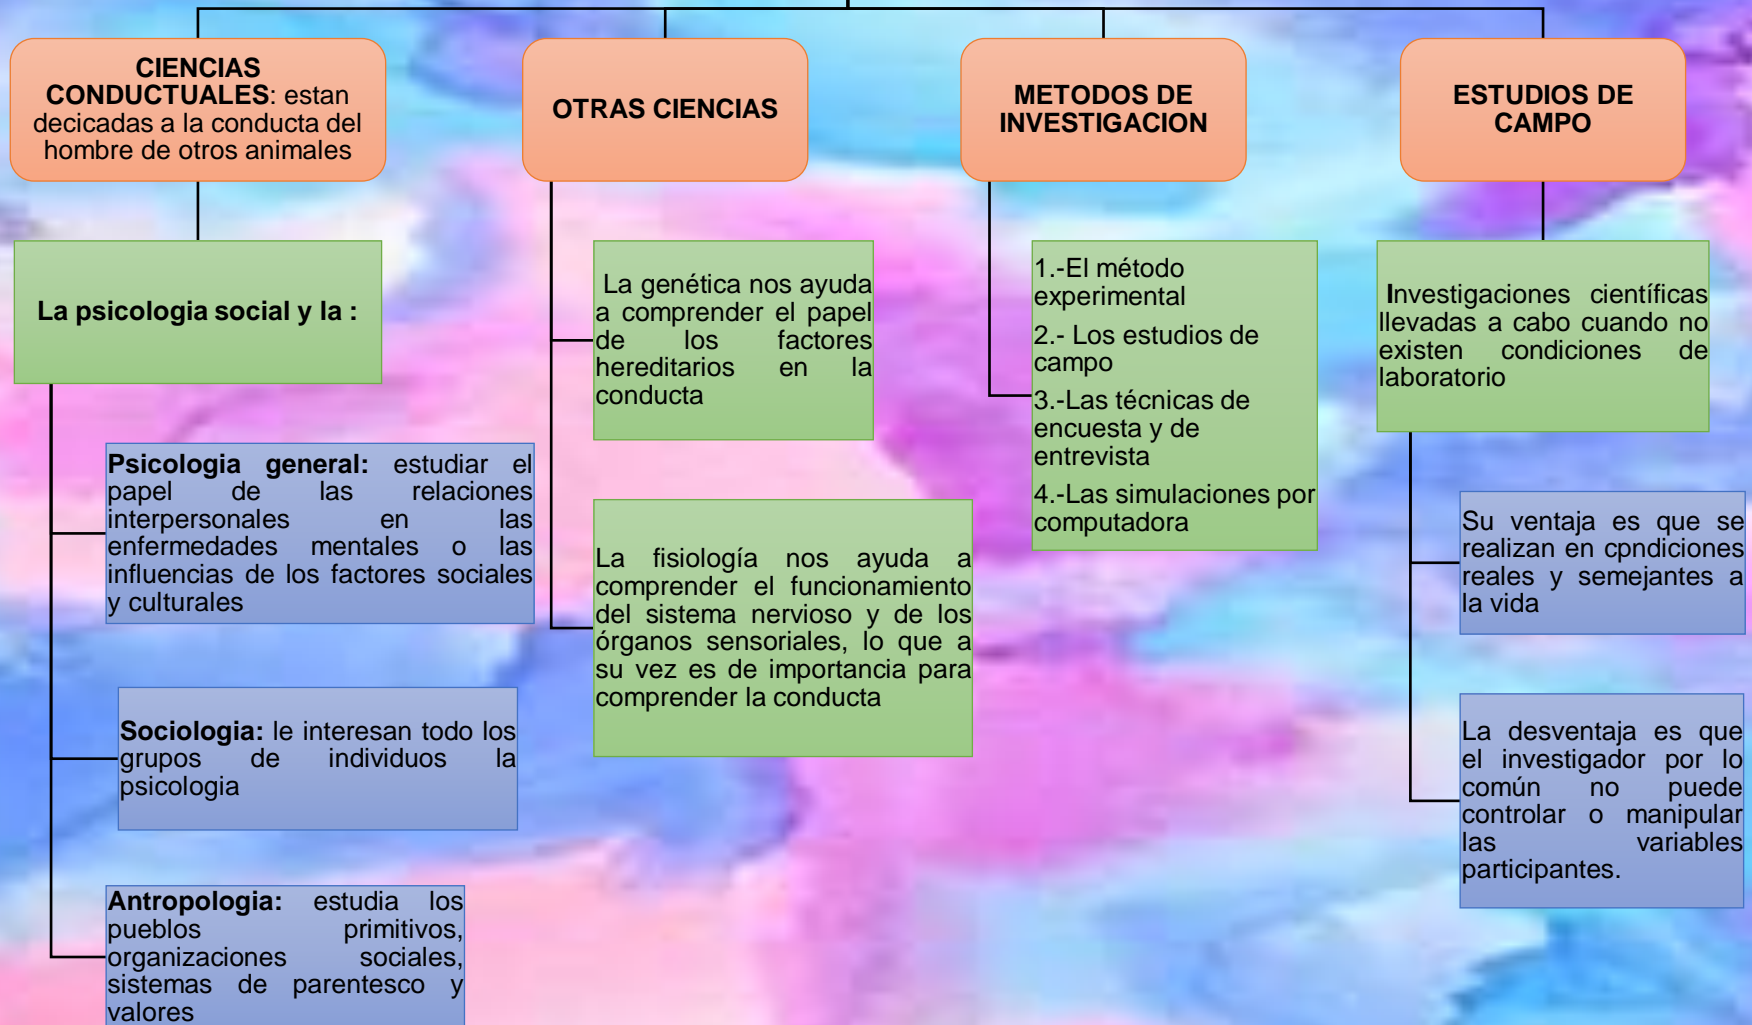 CIENCIAS
CONDUCTUALES: estan
decicadas a la conducta del
hombre de otros animales
La psicologia social y la :
Psicologia general: estudiar el
papel de las relaciones
interpersonales en las
enfermedades mentales o las
influencias de los factores sociales
y culturales
Sociologia: le interesan todo los
grupos de individuos la
psicologia
Antropologia: estudia los
pueblos primitivos,
organizaciones sociales,
sistemas de parentesco y
valores
OTRAS CIENCIAS
La genética nos ayuda
a comprender el papel
de los factores
hereditarios en la
conducta
La fisiología nos ayuda a
comprender el funcionamiento
del sistema nervioso y de los
órganos sensoriales, lo que a
su vez es de importancia para
comprender la conducta
METODOS DE
INVESTIGACION
1.-El método
experimental
2.- Los estudios de
campo
3.-Las técnicas de
encuesta y de
entrevista
4.-Las simulaciones por
computadora
ESTUDIOS DE
CAMPO
Investigaciones científicas
llevadas a cabo cuando no
existen condiciones de
laboratorio
Su ventaja es que se
realizan en cpndiciones
reales y semejantes a
la vida
La desventaja es que
el investigador por lo
común no puede
controlar o manipular
las variables
participantes.